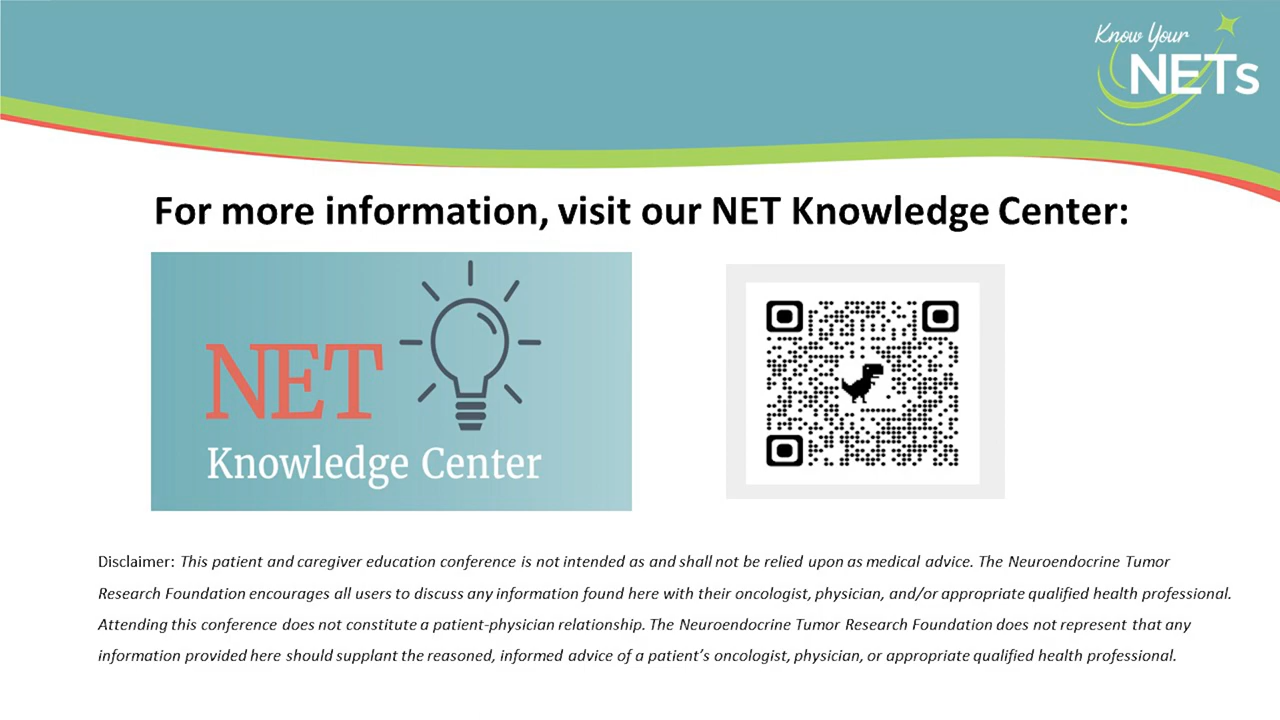 Know Your
NETs
For more information, visit our NET Knowledge Center:
NET
Knowledge Center
Disclaimer: This patient and caregiver education conference is not intended as and shall not be relied upon as medical advice. The Neuroendocrine Tumor
Research Foundation encourages all users to discuss any information found here with their oncologist, physician, and/or appropriate qualified health professional.
Attending this conference does not constitute a patient-physician relationship. The Neuroendocrine Tumor Research Foundation does not represent that any
information provided here should supplant the reasoned, informed advice of a patient’s oncologist, physician, or appropriate qualified health professional.